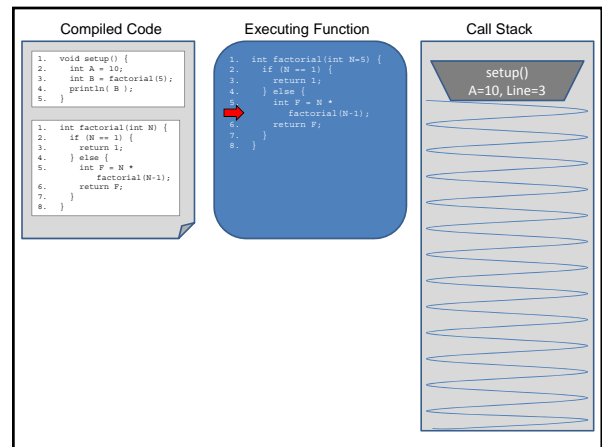 Compiled Code
1. void setup() {
2. int A = 10;
3. int B = factorial(5);
4. println( B );
5. }
1. int factorial(int N) {
2. if (N == 1) {
3. return 1;
4. } else {
5. int F = N *
factorial(N-1);
6. return F;
7. }
8. }
Executing Function
1. int factorial(int N=5) {
2. if (N == 1) {
3. return 1;
4. } else {
5. int F = N *
factorial(N-1);
6. return F;
7. }
8. }
Call Stack
setup()
A=10, Line=3